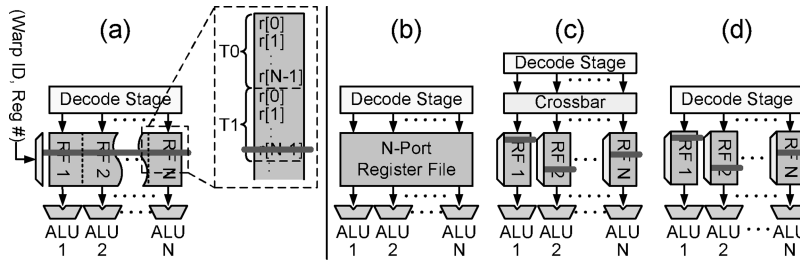 (a)
(b)
(c)
(d)
(Warp ID, Reg #)
Decode Stage
RF 1
RF 2
RF N
ALU
1
ALU
2
ALU
N
T0
r[0]
r[1]
r[N-1]
T1
r[0]
r[1]
r[N-1]
Decode Stage
N-Port
Register File
ALU
1
ALU
2
ALU
N
Decode Stage
Crossbar
RF 1
RF 2
RF N
ALU
1
ALU
2
ALU
N
Decode Stage
RF 1
RF 2
RF N
ALU
1
ALU
2
ALU
N